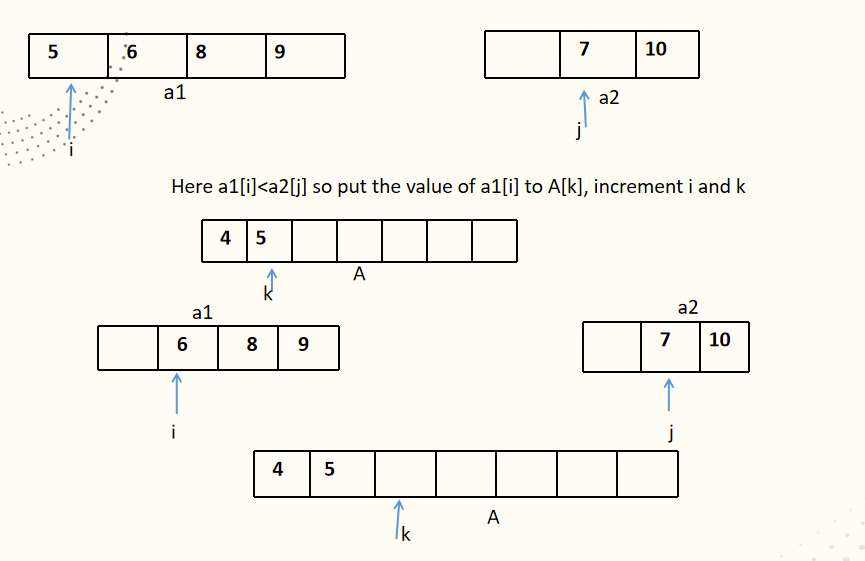 5 6 8 9
7 10
a1
a2
i
j
Here a1[i]<a2[j] so put the value of a1[i] to A[k], increment i and k
4 5
A
k
a1
a2
6 8 9
7 10
i
j
4 5
A
k